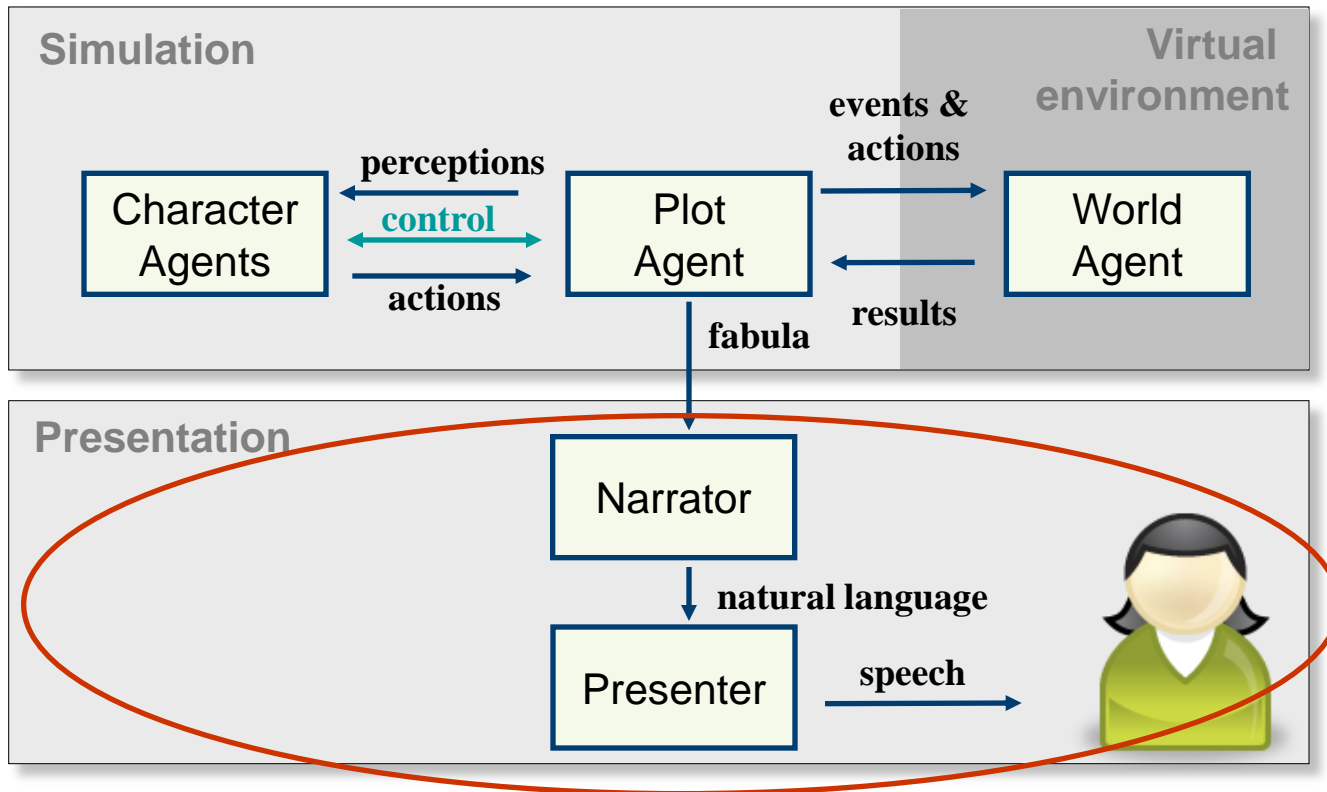 Simulation
Virtual
environment
events &
actions
perceptions
Character
Agents
control
Plot
Agent
World
Agent
actions
results
fabula
Presentation
Narrator
natural language
Presenter
speech